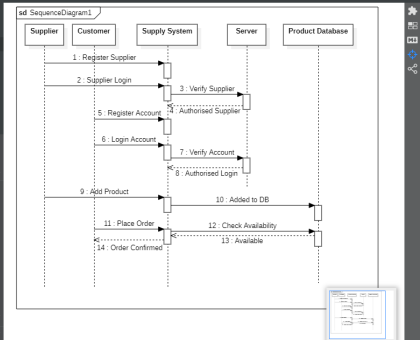 sd SequenceDiagram1
Supplier
Customer
Supply System
Server
Product Database
1 : Register Supplier
2 : Supplier Login
3 : Verify Supplier
4 : Authorised Supplier
5 : Register Account
6 : Login Account
7 : Verify Account
8 : Authorised Login
9 : Add Product
10 : Added to DB
11 : Place Order
12 : Check Availability
13 : Available
14 : Order Confirmed